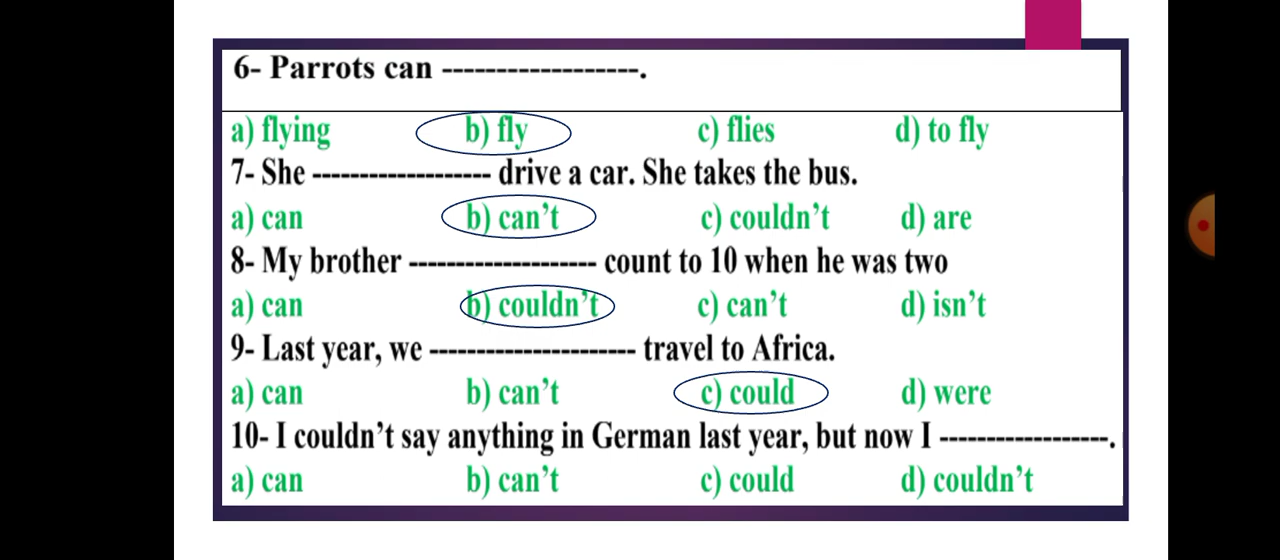 6- Parrots can -------------------.
a) flying b) fly c) flies d) to fly
7- She ------------------- drive a car. She takes the bus.
a) can b) can’t c) couldn’t d) are
8- My brother -------------------- count to 10 when he was two
a) can b) couldn’t c) can’t d) isn’t
9- Last year, we ---------------------- travel to Africa.
a) can b) can’t c) could d) were
10- I couldn’t say anything in German last year, but now I ------------------.
a) can b) can’t c) could d) couldn’t